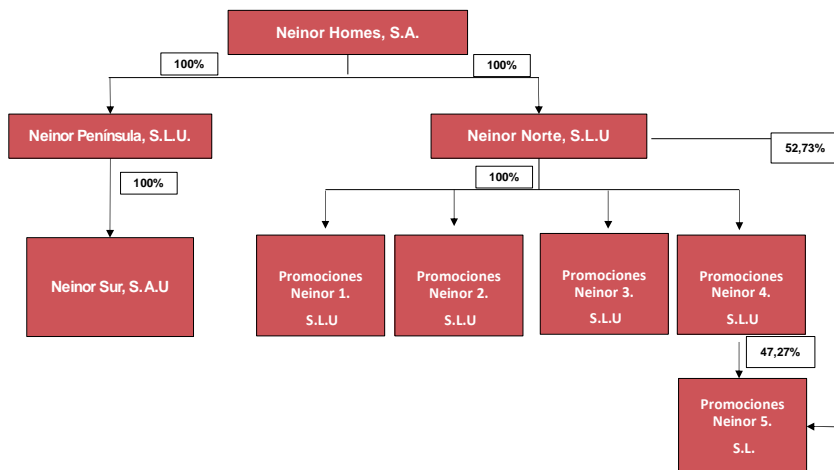 Neinor Homes, S.A.
100%
100%
Neinor Península, S.L.U.
Neinor Norte, S.L.U
52,73%
100%
100%
Neinor Sur, S.A.U
Promociones
Neinor 1.
S.L.U
Promociones
Neinor 2.
S.L.U
Promociones
Neinor 3.
S.L.U
Promociones
Neinor 4.
S.L.U
47,27%
Promociones
Neinor 5.
S.L.